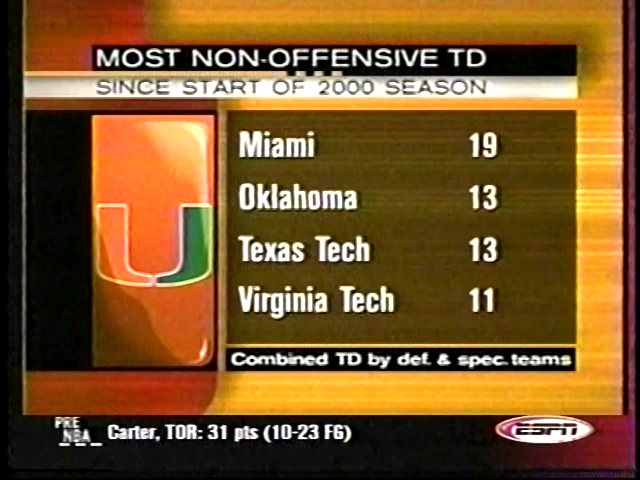 MOST NON-OFFENSIVE TD
SINCE START OF 2000 SEASON
Miami 19
Oklahoma 13
Texas Tech 13
Virginia Tech 11
Combined TD by def. & spec. teams
PRE
NBA Carter, TOR: 31 pts (10-23 FG)
ESPN